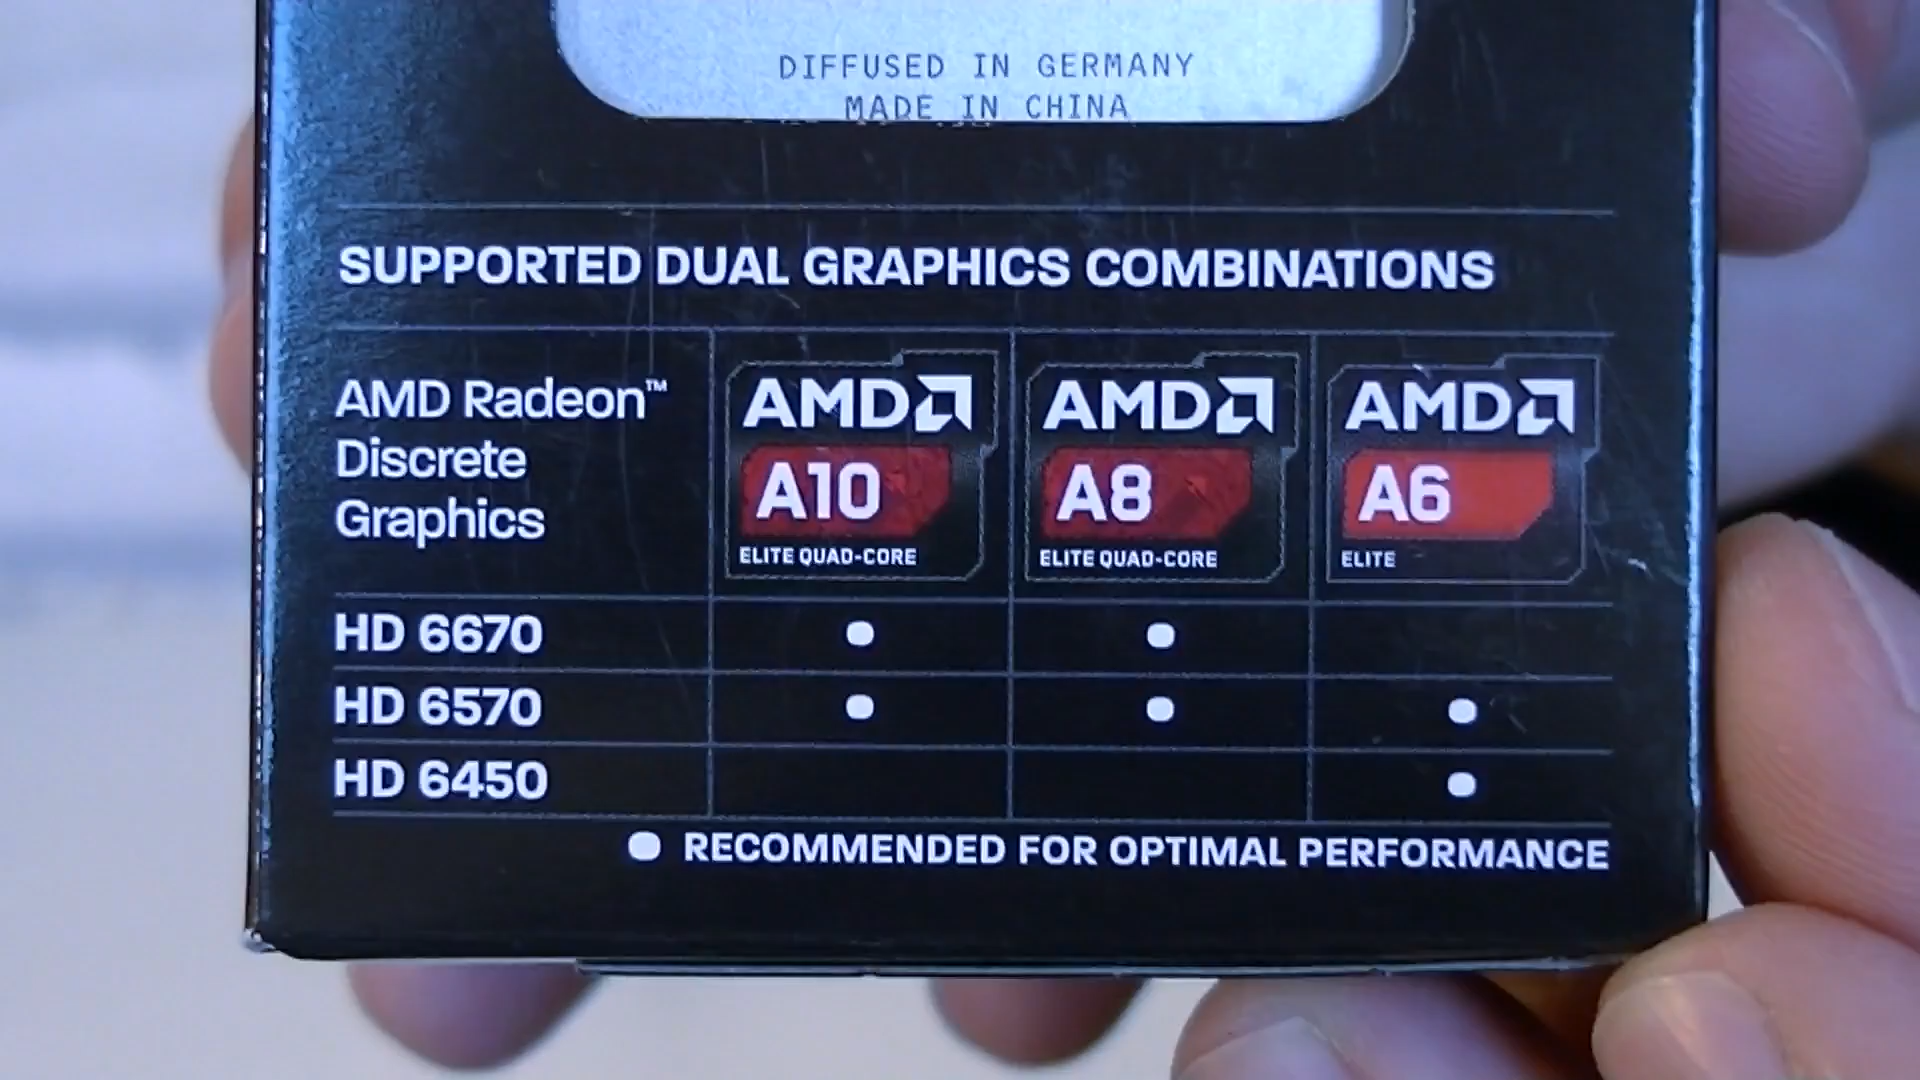 DIFFUSED IN GERMANY
MADE IN CHINA
SUPPORTED DUAL GRAPHICS COMBINATIONS
AMD Radeon™
Discrete
Graphics
AMD
A10
ELITE QUAD-CORE
AMD
A8
ELITE QUAD-CORE
AMD
A6
ELITE
HD 6670
HD 6570
HD 6450
RECOMMENDED FOR OPTIMAL PERFORMANCE